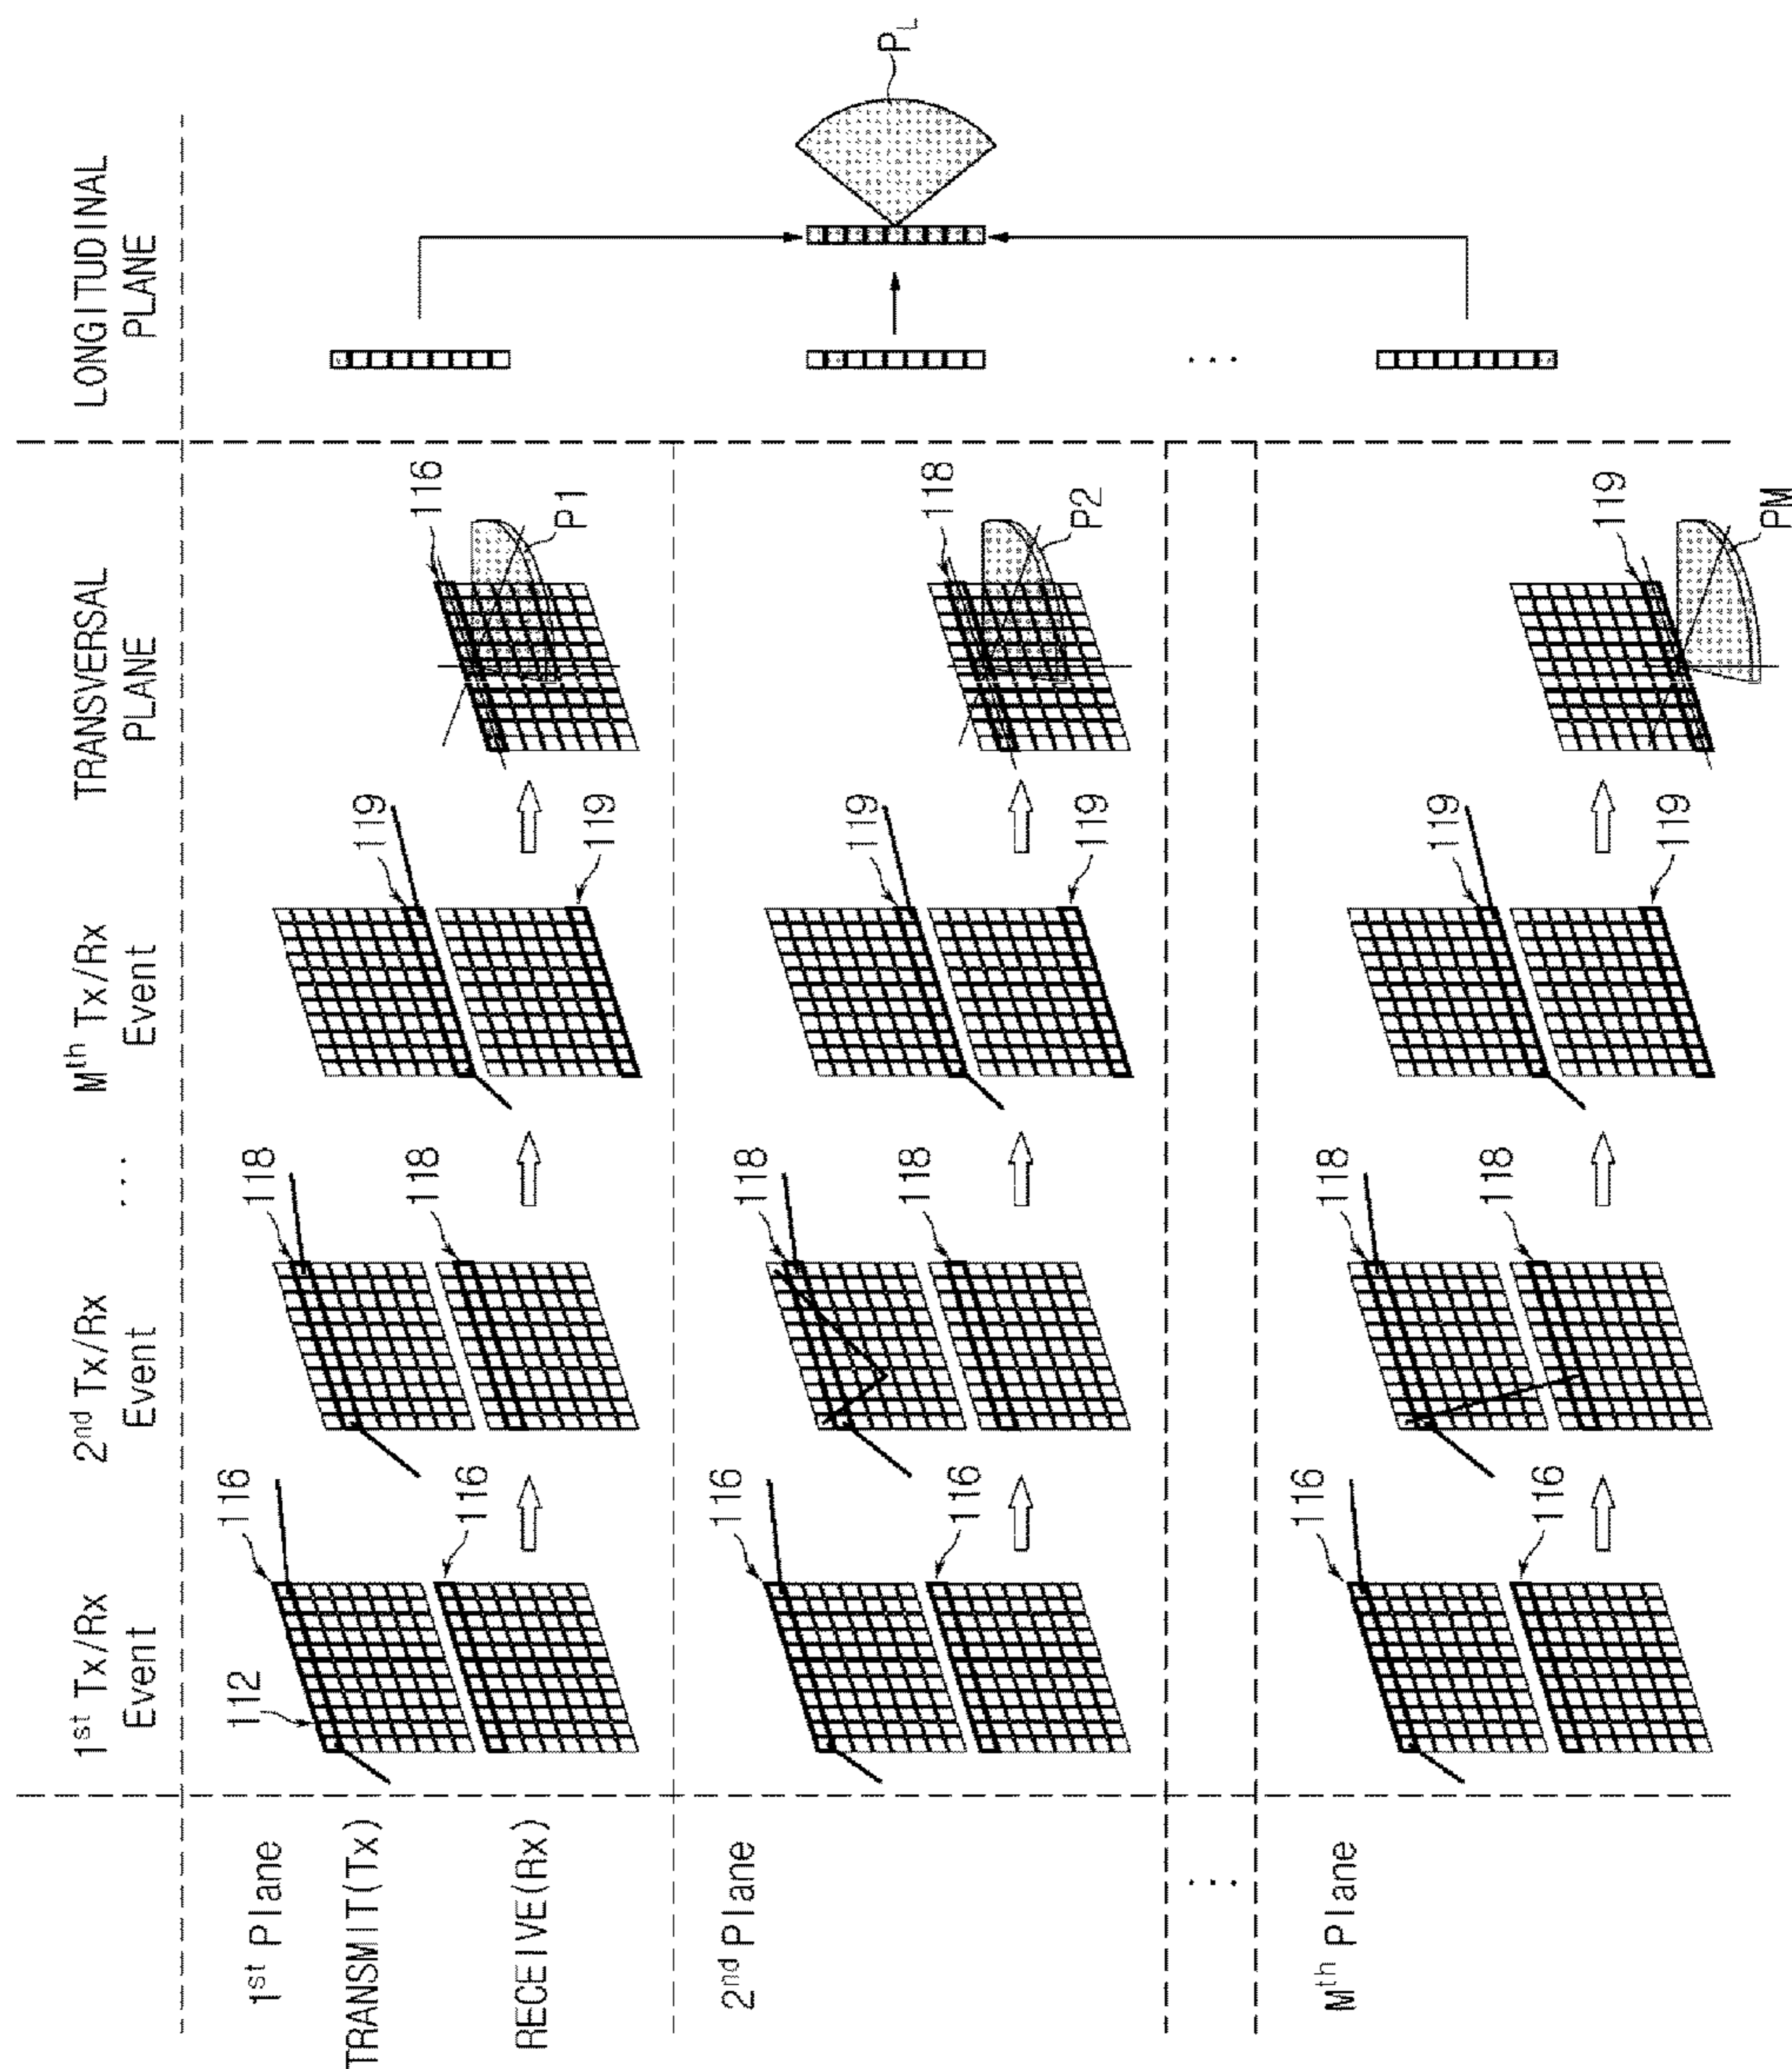 1st Tx/Rx
Event
2nd Tx/Rx
Event
...
Mth Tx/Rx
Event
TRANSVERSAL
PLANE
LONGITUDINAL
PLANE
1st Plane
TRANSMIT(Tx)
RECEIVE(Rx)
112
116
116
118
118
119
119
116
P1
2nd Plane
116
116
118
118
119
119
118
P2
...
PL
...
Mth Plane
116
116
118
118
119
119
119
PM